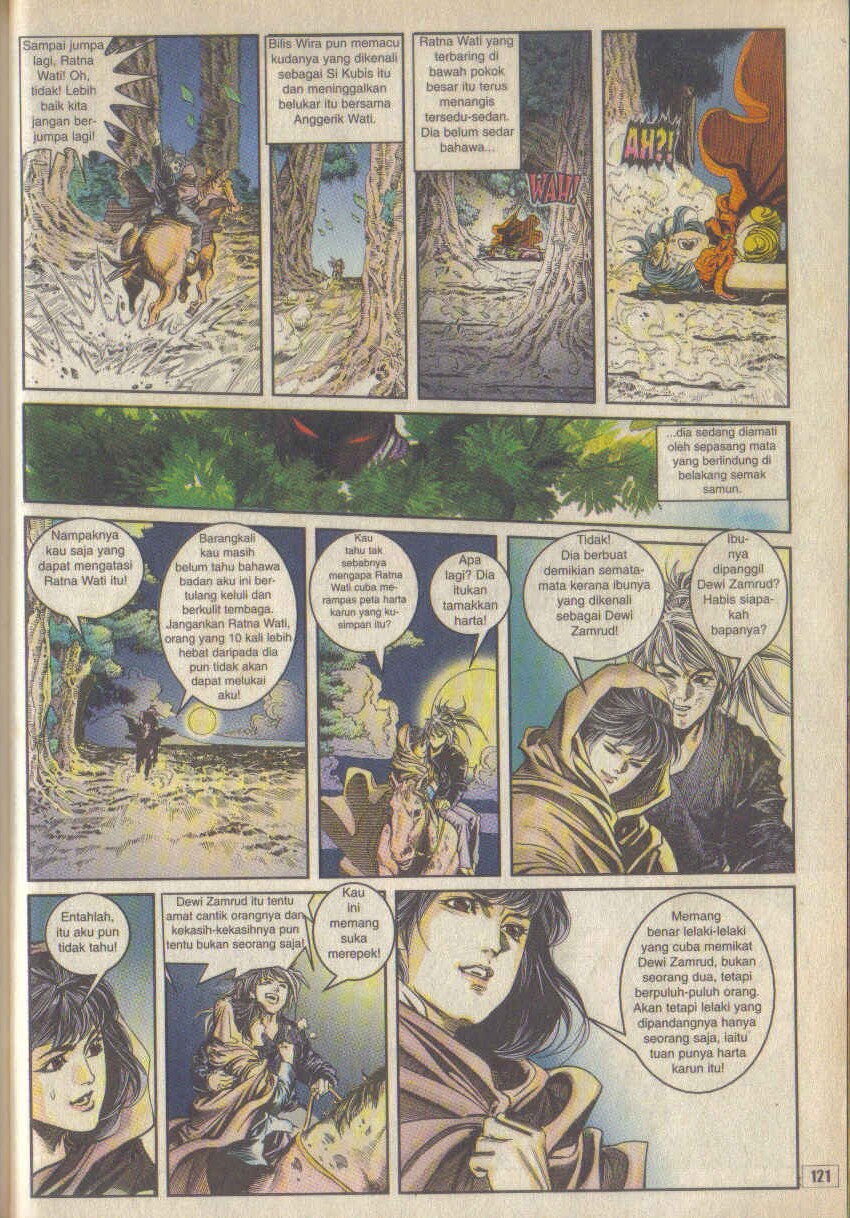 Sampai jumpa
lagi, Ratna
Wati! Oh,
tidak! Lebih
baik kita
jangan ber-
jumpa lagi!
Bilis Wira pun memacu
kudanya yang dikenali
sebagai Si Kubis itu
dan meninggalkan
belukar itu bersama
Anggerik Wati.
Ratna Wati yang
terbaring di
bawah pokok
besar itu terus
menangis
tersedu-sedan.
Dia belum sedar
bahawa...
WAH!
AH?!
...dia sedang diamati
oleh sepasang mata
yang berlindung di
belakang semak
samun.
Nampaknya
kau saja yang
dapat mengatasi
Ratna Wati itu!
Barangkali
kau masih
belum tahu bahawa
badan aku ini ber-
tulang keluli dan
berkulit tembaga.
Jangankan Ratna Wati,
orang yang 10 kali lebih
hebat daripada dia
pun tidak akan
dapat melukai
aku!
Kau
tahu tak
sebabnya
mengapa Ratna
Wati cuba me-
rampas peta harta
karun yang ku-
simpan itu?
Apa
lagi? Dia
itukan
tamakkan
harta!
Tidak!
Dia berbuat
demikian semata-
mata kerana ibunya
yang dikenali
sebagai Dewi
Zamrud!
Ibu-
nya
dipanggil
Dewi Zamrud?
Habis siapa-
kah
bapanya?
Entahlah,
itu aku pun
tidak tahu!
Dewi Zamrud itu tentu
amat cantik orangnya dan
kekasih-kekasihnya pun
tentu bukan seorang saja!
Kau
ini
memang
suka
merepek!
Memang
benar lelaki-lelaki
yang cuba memikat
Dewi Zamrud, bukan
seorang dua, tetapi
berpuluh-puluh orang.
Akan tetapi lelaki yang
dipandangnya hanya
seorang saja, iaitu
tuan punya harta
karun itu!
121